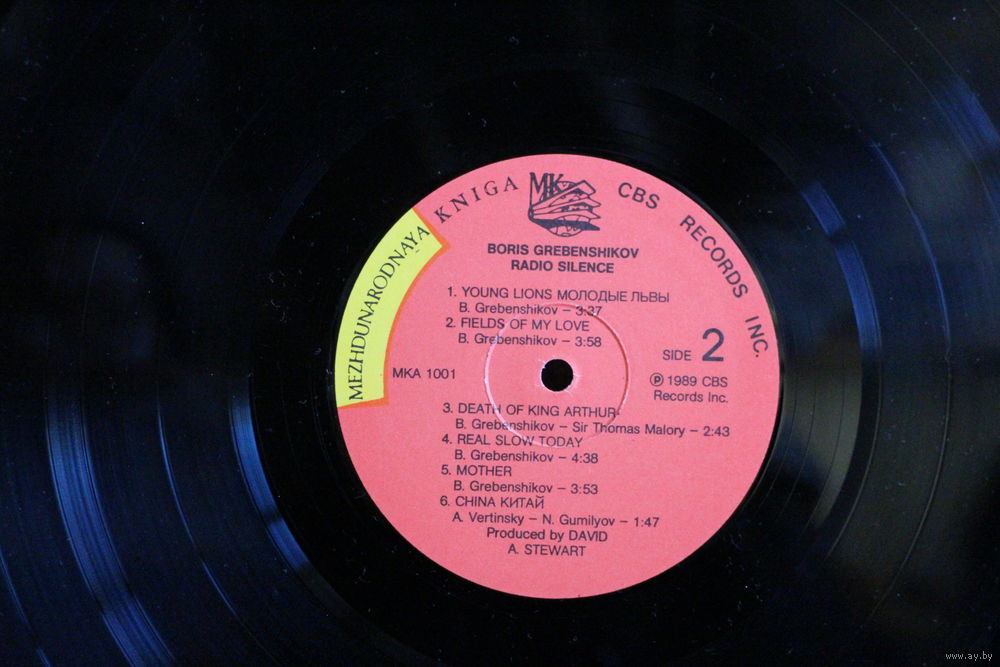 MEZHDUNARODNAYA KNIGA
MK
CBS RECORDS INC.
BORIS GREBENSHIKOV
RADIO SILENCE
1. YOUNG LIONS МОЛОДЫЕ ЛЬВЫ
B. Grebenshikov – 3:37
2. FIELDS OF MY LOVE
B. Grebenshikov – 3:58
SIDE 2
MKA 1001
Ⓟ 1989 CBS
Records Inc.
3. DEATH OF KING ARTHUR
B. Grebenshikov – Sir Thomas Malory – 2:43
4. REAL SLOW TODAY
B. Grebenshikov – 4:38
5. MOTHER
B. Grebenshikov – 3:53
6. CHINA КИТАЙ
A. Vertinsky – N. Gumilyov – 1:47
Produced by DAVID
A. STEWART
www.ay.by